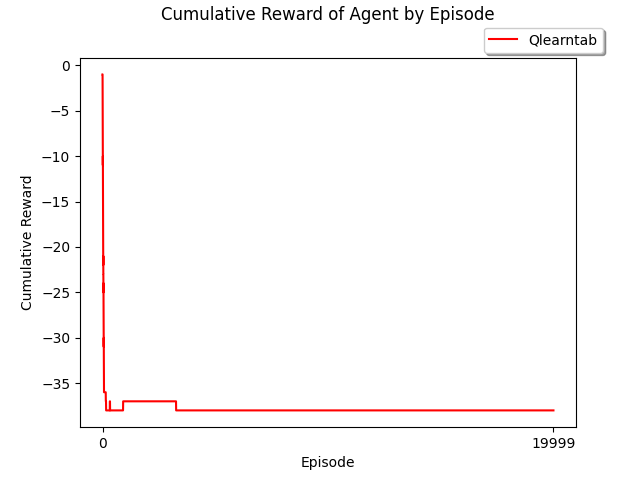 Cumulative Reward of Agent by Episode
Qlearntab
0
−5
−10
−15
−20
−25
−30
−35
Cumulative Reward
0
19999
Episode